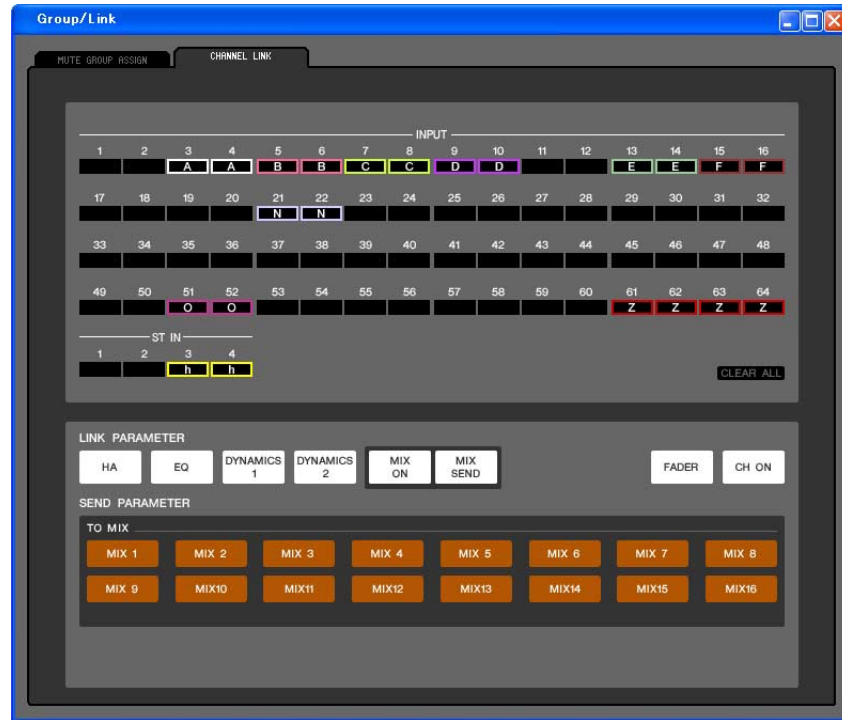 Group/Link
MUTE GROUP ASSIGN CHANNEL LINK
INPUT
1 2 3 4 5 6 7 8 9 10 11 12 13 14 15 16
A A B B C C D D E E F F
17 18 19 20 21 22 23 24 25 26 27 28 29 30 31 32
N N
33 34 35 36 37 38 39 40 41 42 43 44 45 46 47 48
49 50 51 52 53 54 55 56 57 58 59 60 61 62 63 64
O O Z Z Z Z
ST IN
1 2 3 4
h h
CLEAR ALL
LINK PARAMETER
HA EQ DYNAMICS 1 DYNAMICS 2 MIX ON MIX SEND FADER CH ON
SEND PARAMETER
TO MIX
MIX 1 MIX 2 MIX 3 MIX 4 MIX 5 MIX 6 MIX 7 MIX 8
MIX 9 MIX10 MIX11 MIX12 MIX13 MIX14 MIX15 MIX16